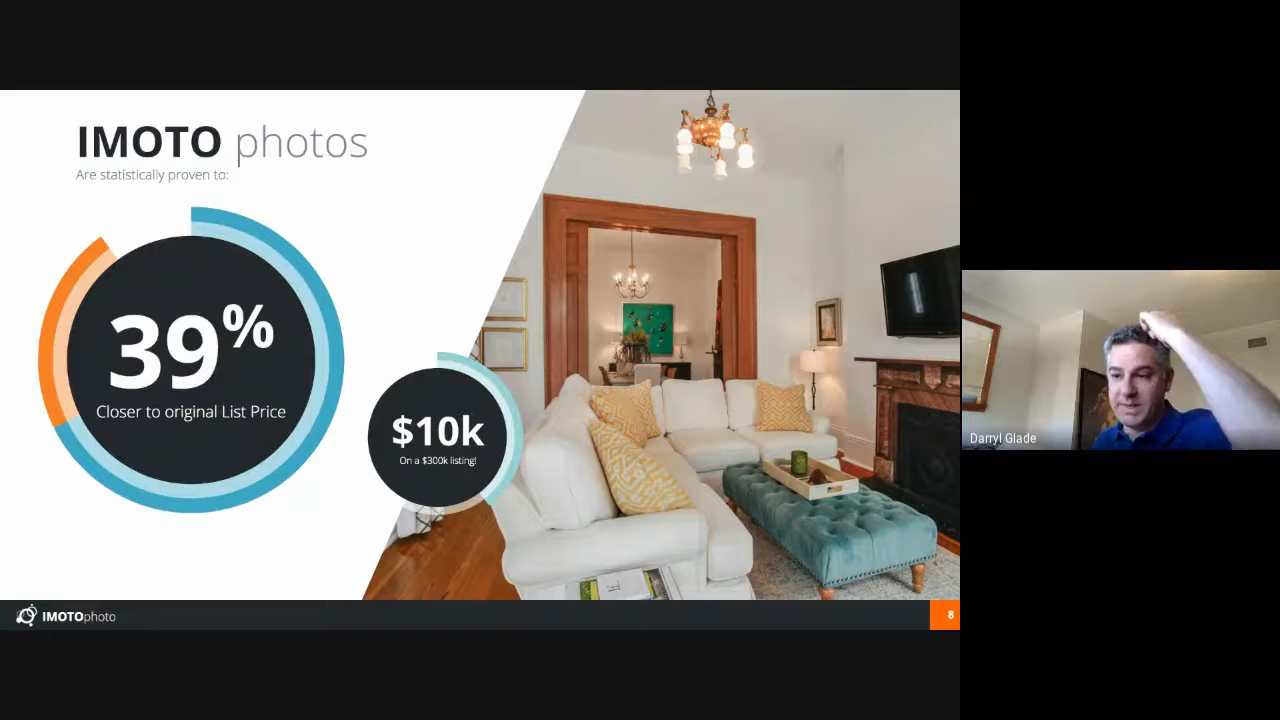 IMOTO photos
Are statistically proven to:
39%
Closer to original List Price
$10k
On a $300k listing!
Darryl Glade
IMOTOphoto
8